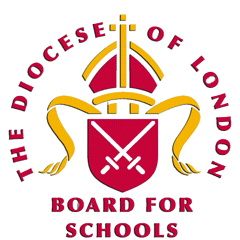 THE DIOCESE OF LONDON
BOARD FOR
SCHOOLS